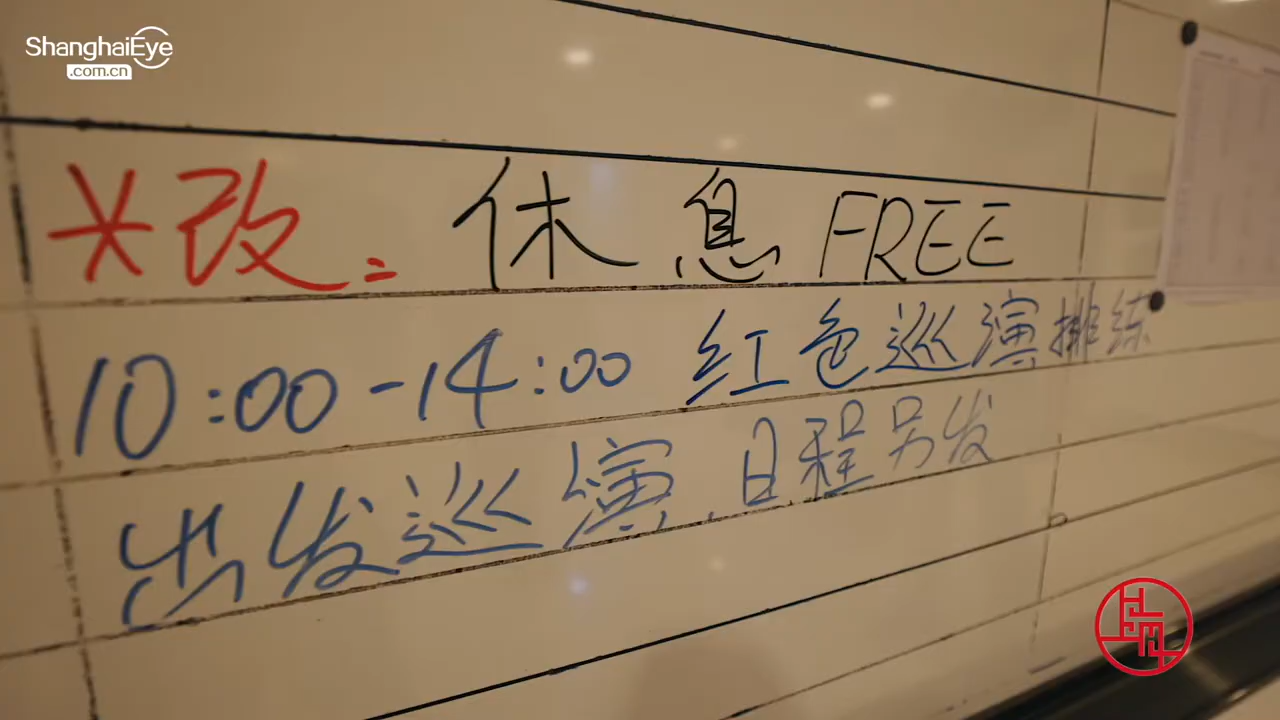 ShanghaiEye
.com.cn
*改: 休息 FREE
10:00-14:00 红色巡演排练
出发巡演,日程另发